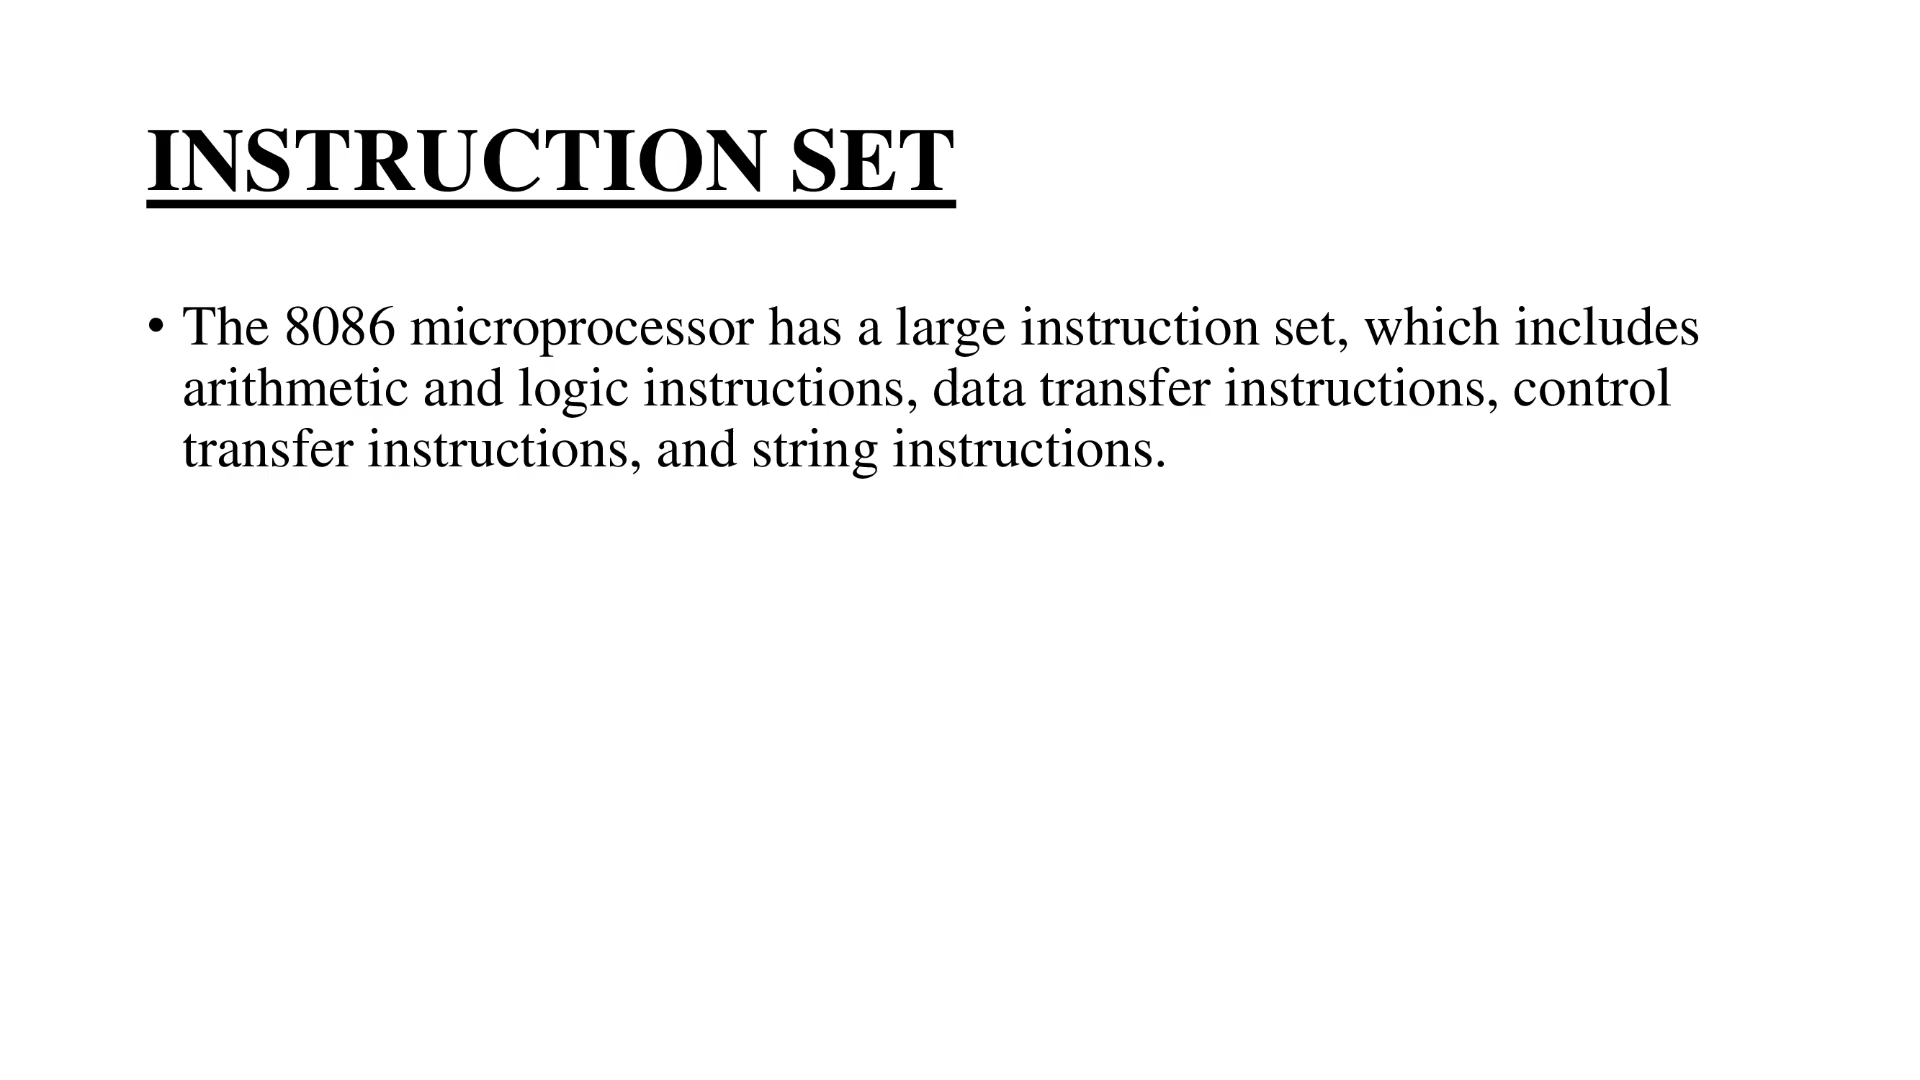 INSTRUCTION SET
• The 8086 microprocessor has a large instruction set, which includes
arithmetic and logic instructions, data transfer instructions, control
transfer instructions, and string instructions.